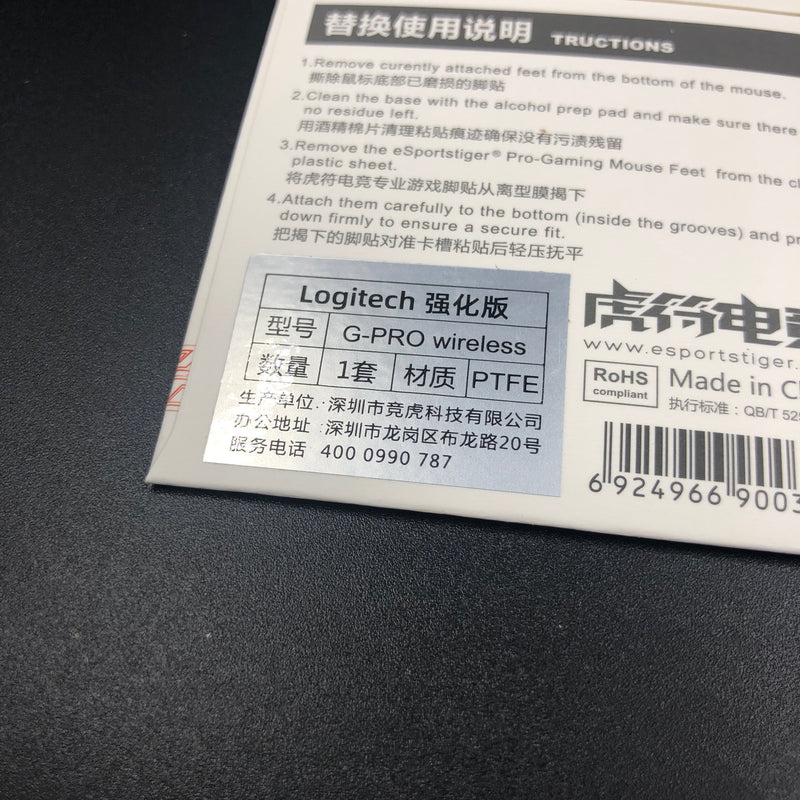 替换使用说明 TRUCTIONS
1.Remove curently attached feet from the bottom of the mouse.
撕除鼠标底部已磨损的脚贴
2.Clean the base with the alcohol prep pad and make sure there
no residue left.
用酒精棉片清理粘贴痕迹确保没有污渍残留
3.Remove the eSportstiger® Pro-Gaming Mouse Feet from the
plastic sheet.
将虎符电竞专业游戏脚贴从离型膜揭下
4.Attach them carefully to the bottom (inside the grooves) and
down firmly to ensure a secure fit.
把揭下的脚贴对准卡槽粘贴后轻压抚平
Logitech 强化版
型号 G-PRO wireless
数量 1套 材质 PTFE
生产单位:深圳市竞虎科技有限公司
办公地址:深圳市龙岗区布龙路20号
服务电话 400 0990 787
虎符电竞
www.esportstiger.
RoHS
compliant
Made in
执行标准:QB/T
6 924966 9003